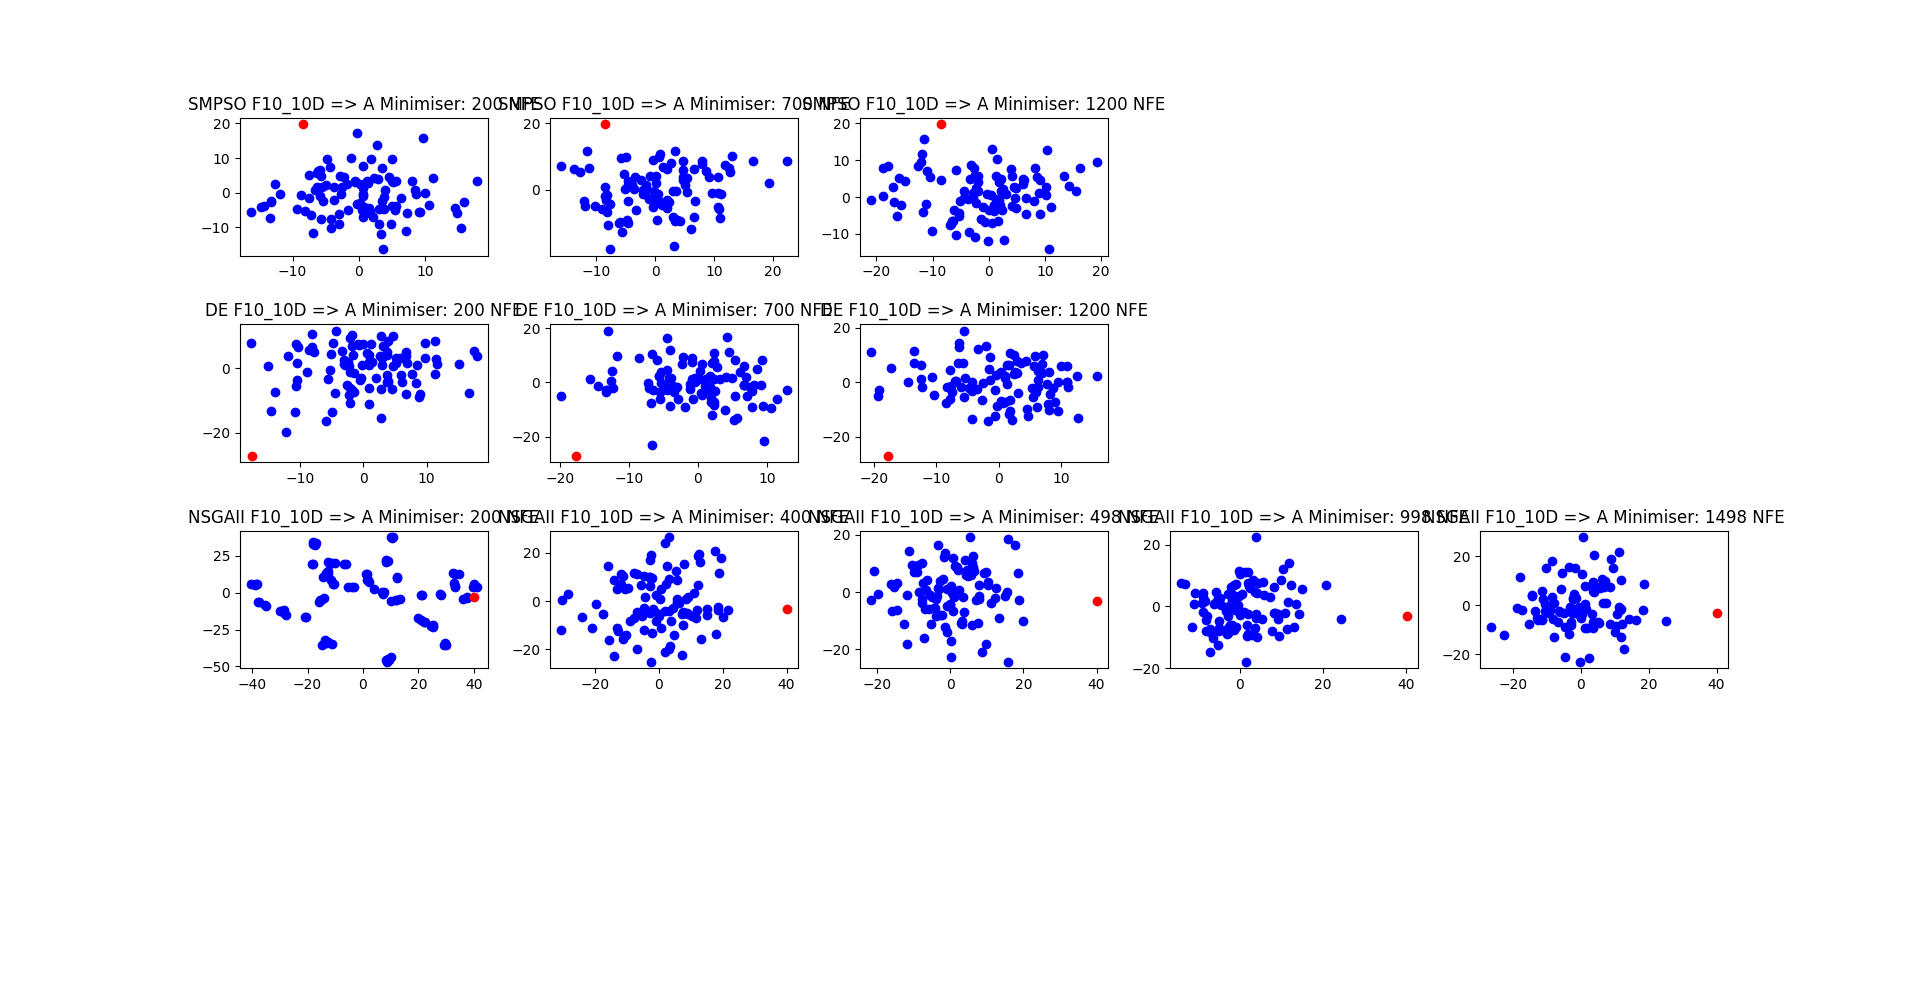 SMPSO F10_10D => A Minimiser: 200 NFE SMPSO F10_10D => A Minimiser: 700 NFE SMPSO F10_10D => A Minimiser: 1200 NFE
20 20 20
10 10
0 0 0
−10 −10
−10 0 10 −10 0 10 20 −20 −10 0 10 20
DE F10_10D => A Minimiser: 200 NFE DE F10_10D => A Minimiser: 700 NFE DE F10_10D => A Minimiser: 1200 NFE
20 20
0 0 0
−20 −20 −20
−10 0 10 −20 −10 0 10 −20 −10 0 10
NSGAII F10_10D => A Minimiser: 200 NFE NSGAII F10_10D => A Minimiser: 400 NFE NSGAII F10_10D => A Minimiser: 498 NFE NSGAII F10_10D => A Minimiser: 998 NFE NSGAII F10_10D => A Minimiser: 1498 NFE
25 20 20 20 20
0 0 0 0 0
−25 −20 −20 −20 −20
−50
−40 −20 0 20 40 −20 0 20 40 −20 0 20 40 0 20 40 −20 0 20 40